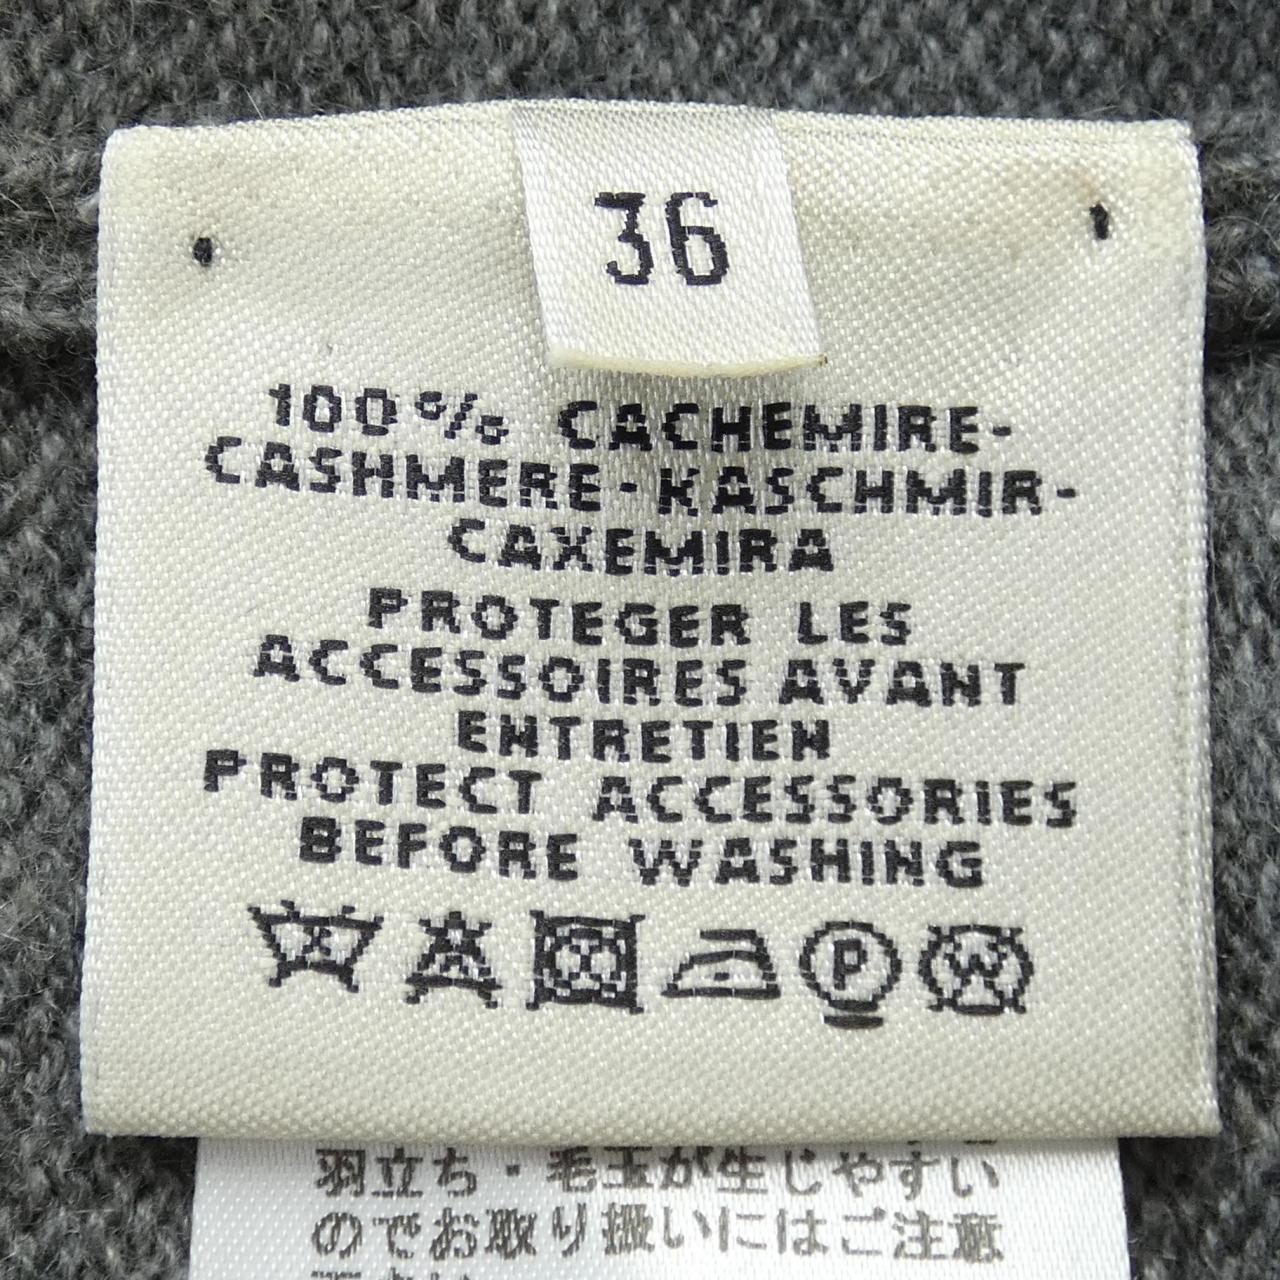 36
100% CACHEMIRE-
CASHMERE-KASCHMIR-
CAXEMIRA
PROTEGER LES
ACCESSOIRES AVANT
ENTRETIEN
PROTECT ACCESSORIES
BEFORE WASHING
P W
羽立ち・毛玉が生じやすい
のでお取り扱いにはご注意